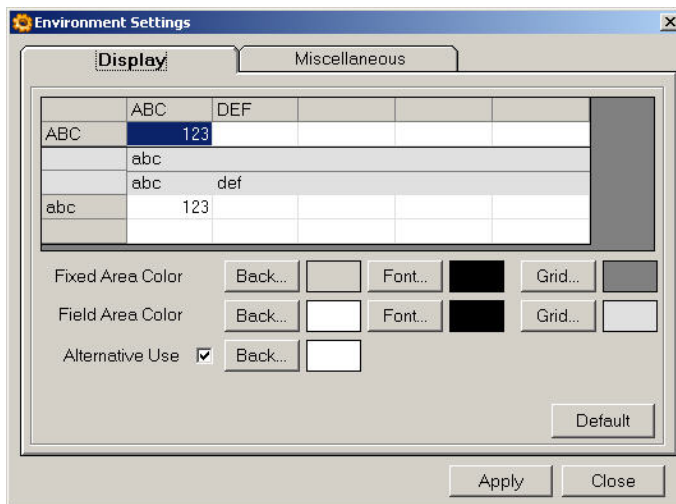 Environment Settings
Display Miscellaneous
ABC DEF
ABC 123
abc
abc def
abc 123
Fixed Area Color Back... Font... Grid...
Field Area Color Back... Font... Grid...
Alternative Use Back...
Default
Apply Close